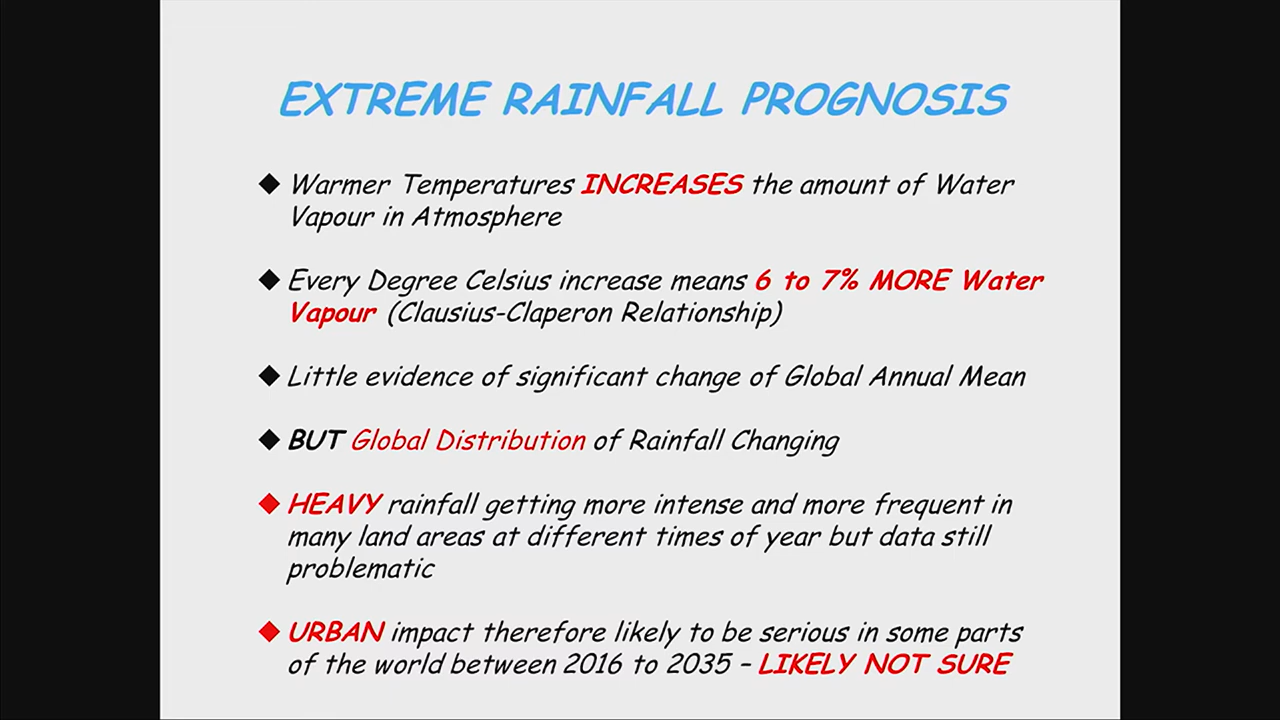 EXTREME RAINFALL PROGNOSIS
Warmer Temperatures INCREASES the amount of Water
Vapour in Atmosphere
Every Degree Celsius increase means 6 to 7% MORE Water
Vapour (Clausius-Claperon Relationship)
Little evidence of significant change of Global Annual Mean
BUT Global Distribution of Rainfall Changing
HEAVY rainfall getting more intense and more frequent in
many land areas at different times of year but data still
problematic
URBAN impact therefore likely to be serious in some parts
of the world between 2016 to 2035 – LIKELY NOT SURE